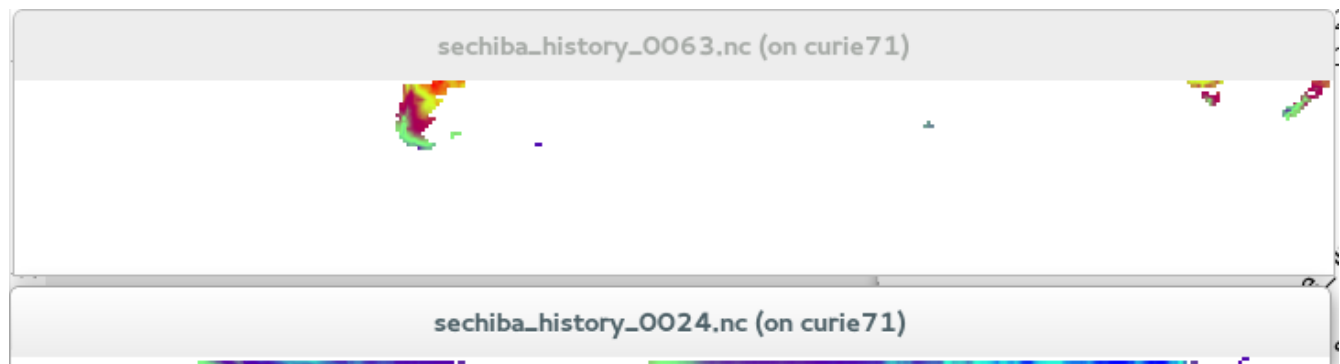 sechiba_history_0063.nc (on curie71)
sechiba_history_0024.nc (on curie71)